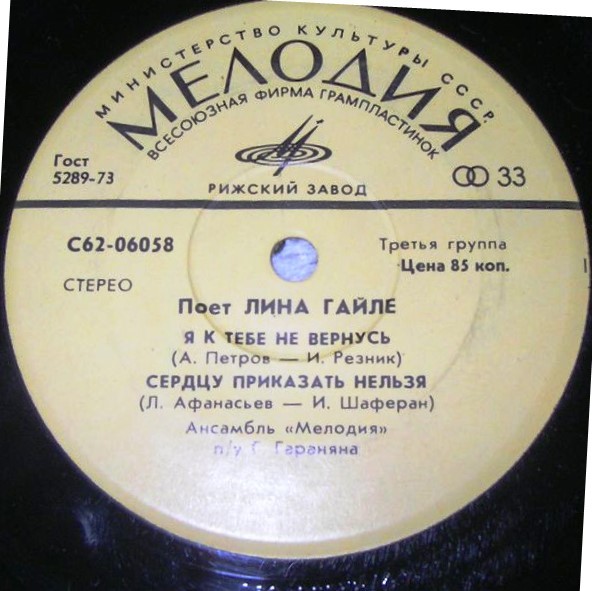 МИНИСТЕРСТВО КУЛЬТУРЫ СССР
МЕЛОДИЯ
ВСЕСОЮЗНАЯ ФИРМА ГРАМПЛАСТИНОК
Гост
5289-73
РИЖСКИЙ ЗАВОД
33
С62-06058
Третья группа
Цена 85 коп.
СТЕРЕО
Поет ЛИНА ГАЙЛЕ
Я К ТЕБЕ НЕ ВЕРНУСЬ
(А. Петров — И. Резник)
СЕРДЦУ ПРИКАЗАТЬ НЕЛЬЗЯ
(Л. Афанасьев — И. Шаферан)
Ансамбль «Мелодия»
п/у Г. Гараняна